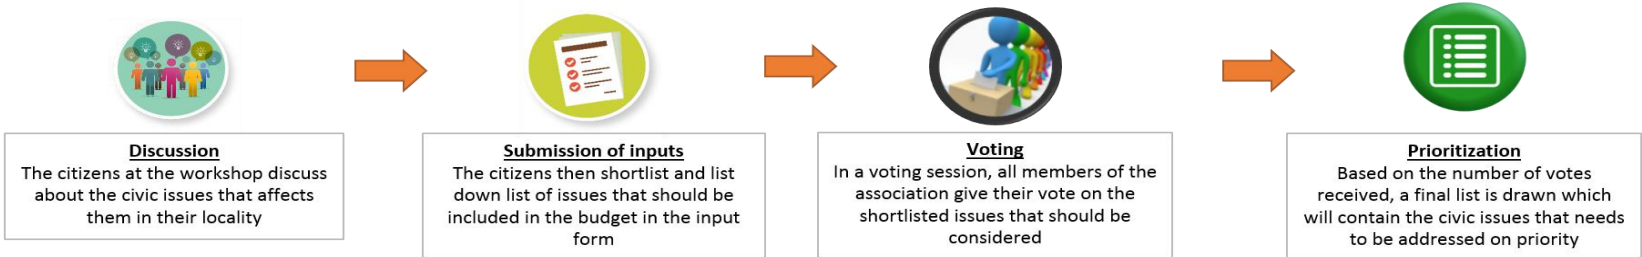 Discussion
The citizens at the workshop discuss
about the civic issues that affects
them in their locality
Submission of inputs
The citizens then shortlist and list
down list of issues that should be
included in the budget in the input
form
Voting
In a voting session, all members of the
association give their vote on the
shortlisted issues that should be
considered
Prioritization
Based on the number of votes
received, a final list is drawn which
will contain the civic issues that needs
to be addressed on priority